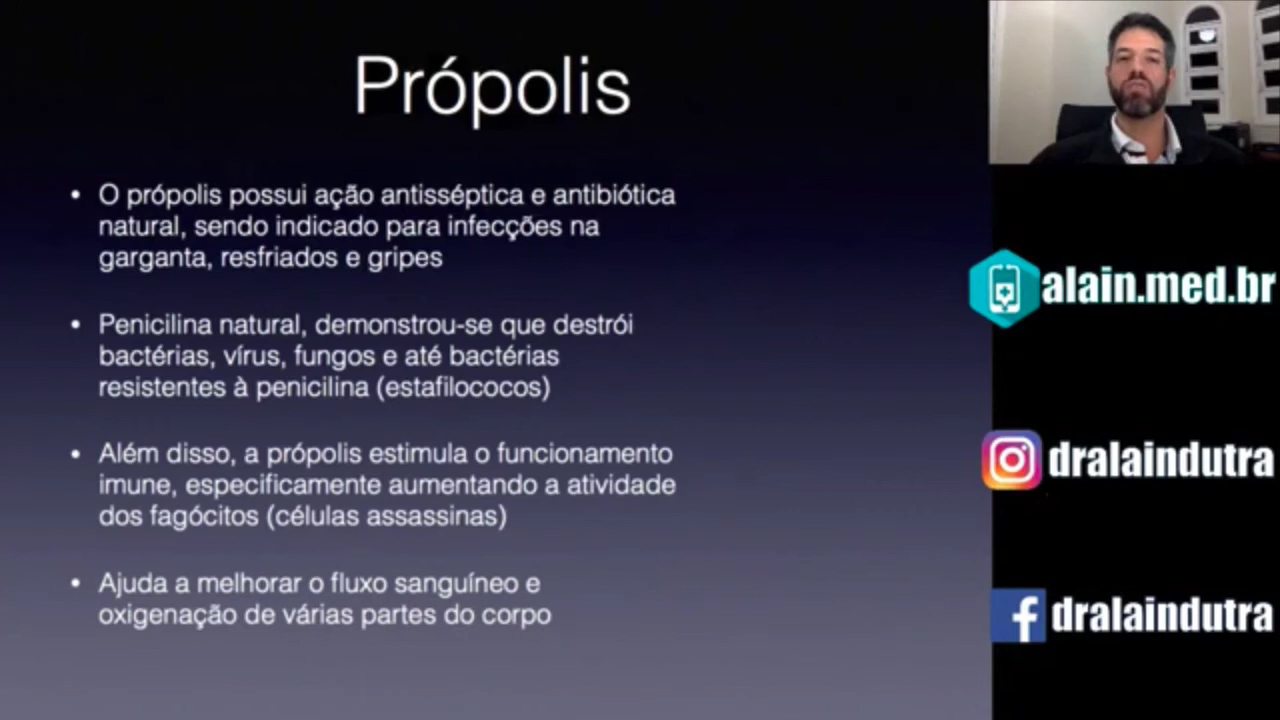 Própolis
• O própolis possui ação antisséptica e antibiótica
natural, sendo indicado para infecções na
garganta, resfriados e gripes
• Penicilina natural, demonstrou-se que destrói
bactérias, vírus, fungos e até bactérias
resistentes à penicilina (estafilococos)
• Além disso, a própolis estimula o funcionamento
imune, especificamente aumentando a atividade
dos fagócitos (células assassinas)
• Ajuda a melhorar o fluxo sanguíneo e
oxigenação de várias partes do corpo
alain.med.br
dralaindutra
dralaindutra